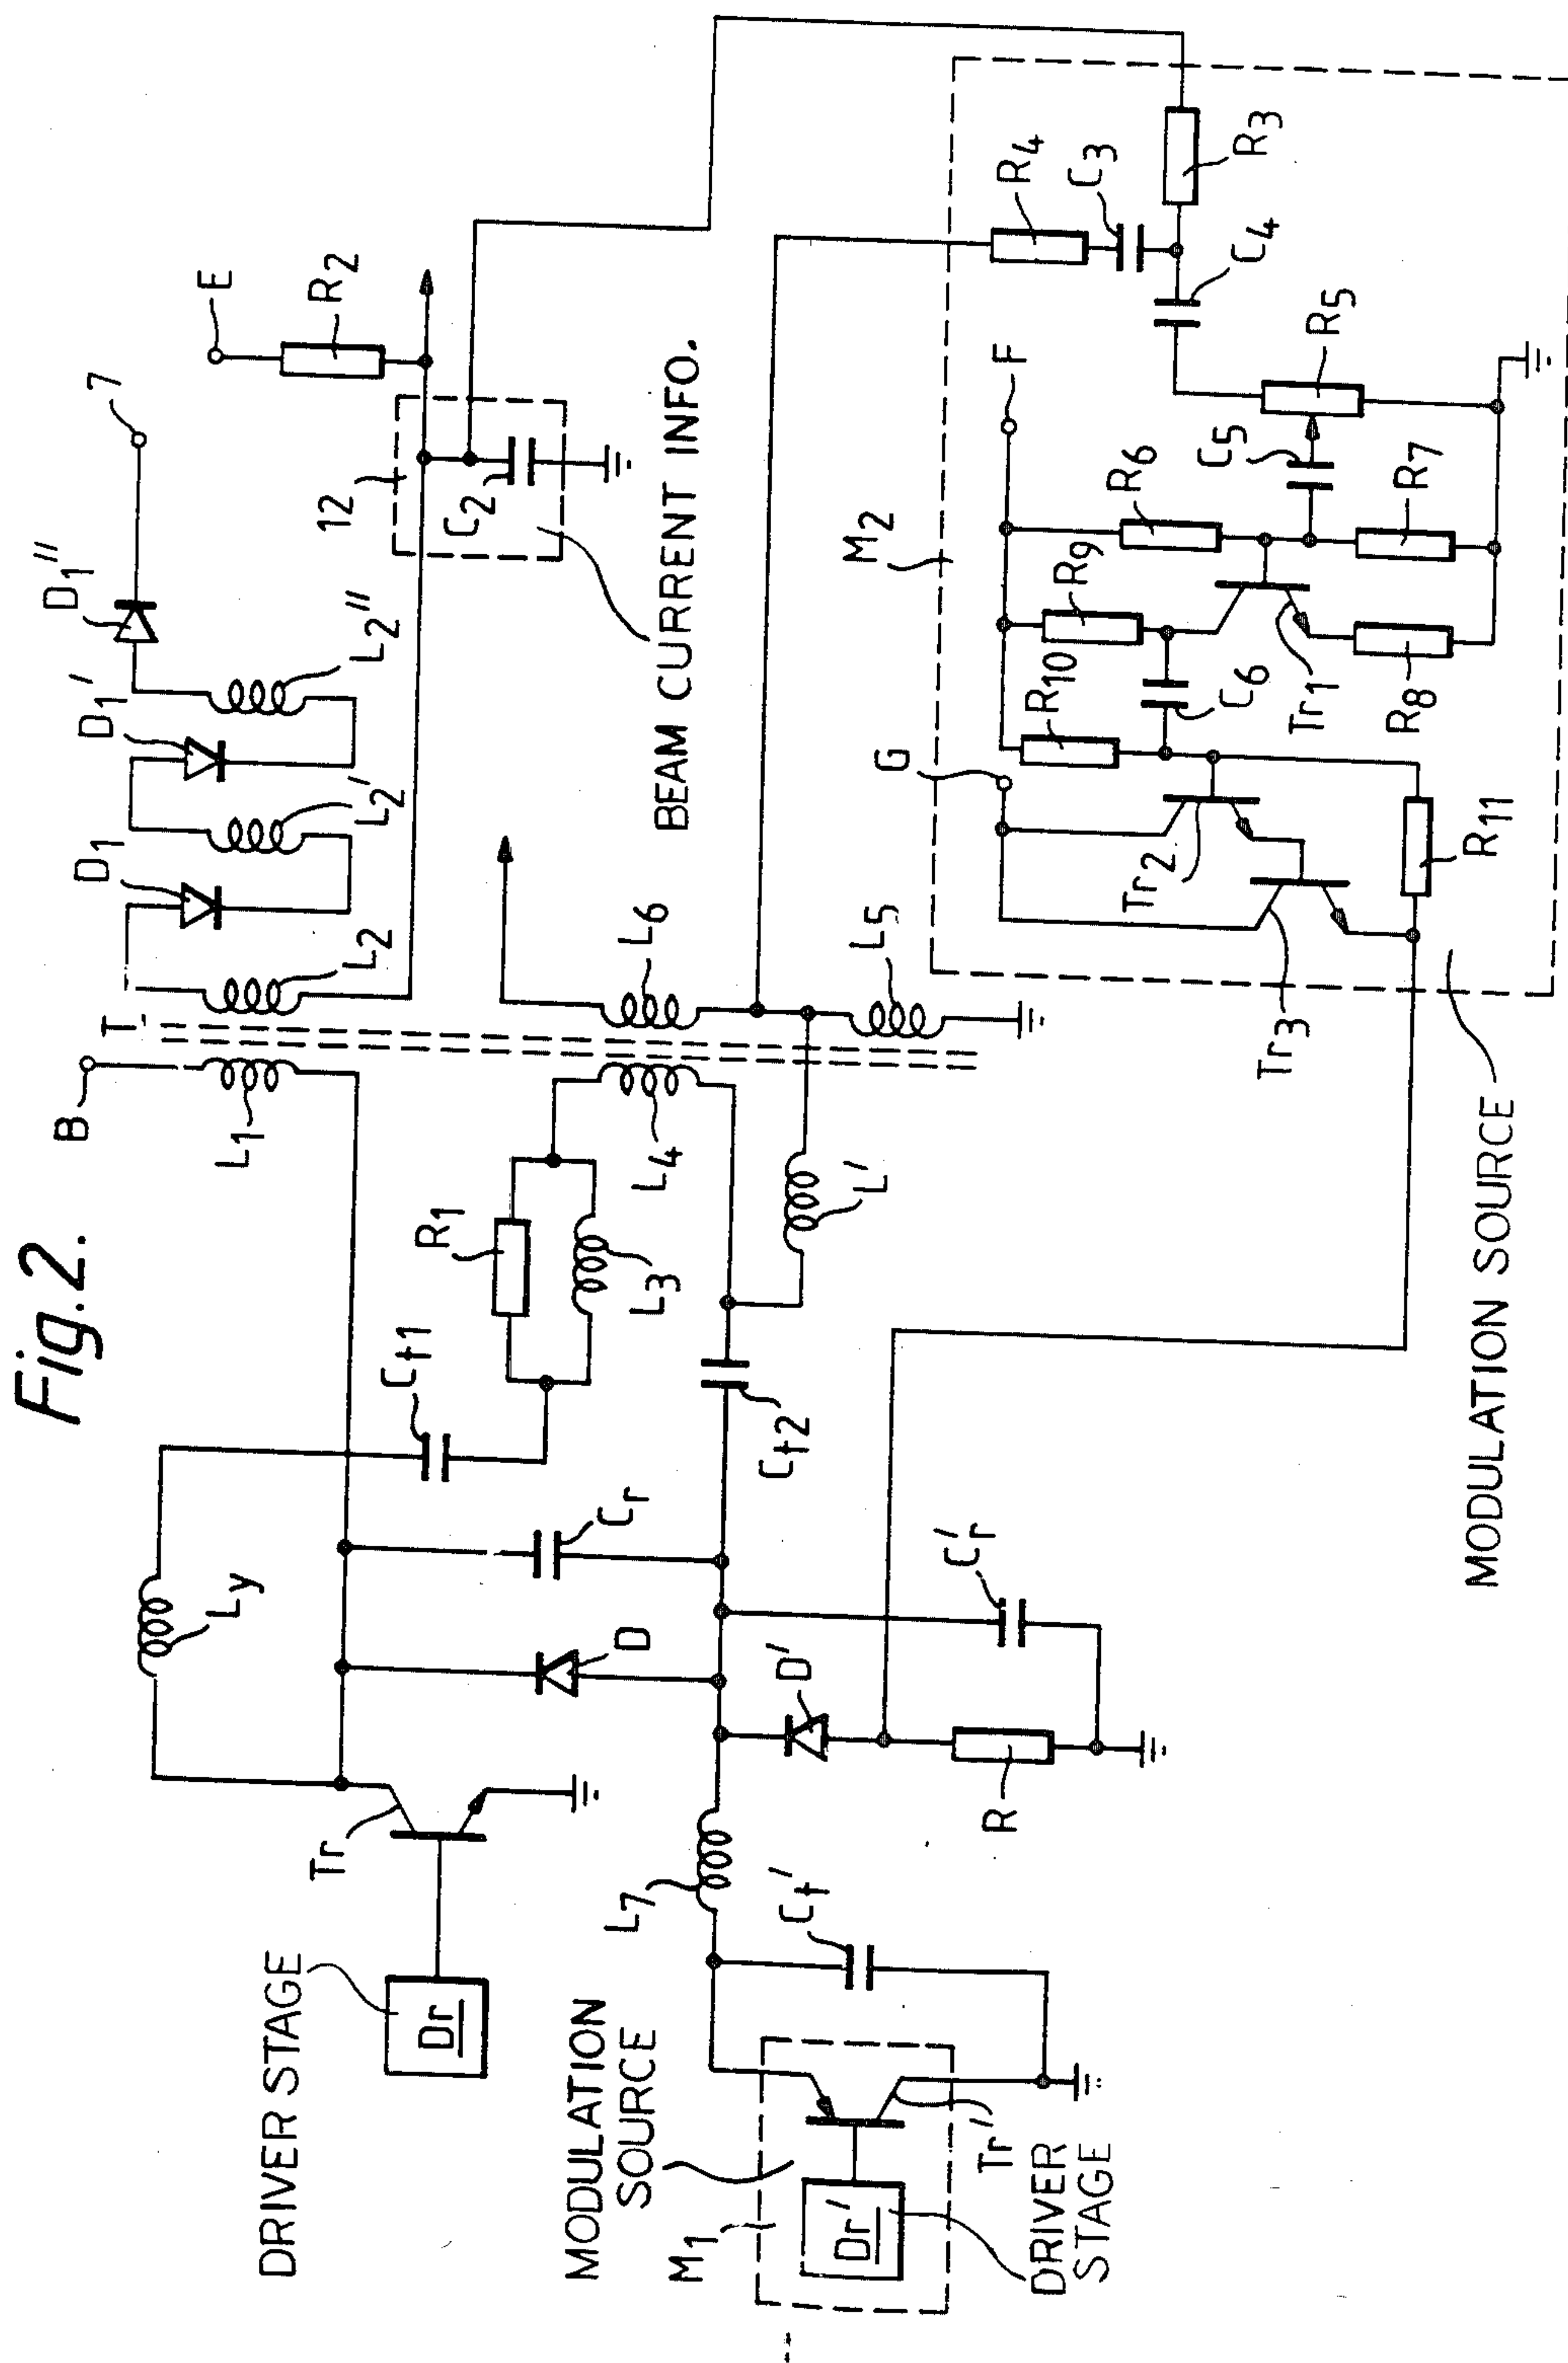 Fig.2.
B
T
L1
L2
D1
L2'
D1'
L2''
D1''
7
E
R2
12
C2
BEAM CURRENT INFO.
DRIVER STAGE
Dr
Tr
Ly
Ct1
R1
L3
L4
L6
L5
L'
Cr
D
Ct2
D'
C'r
R
L7
Ct'
MODULATION
SOURCE
M1
Dr'
Tr'
DRIVER
STAGE
M2
G
F
R4
C3
R3
C4
R5
C5
R6
R7
R9
R10
C6
Tr1
R8
Tr2
Tr3
R11
MODULATION SOURCE